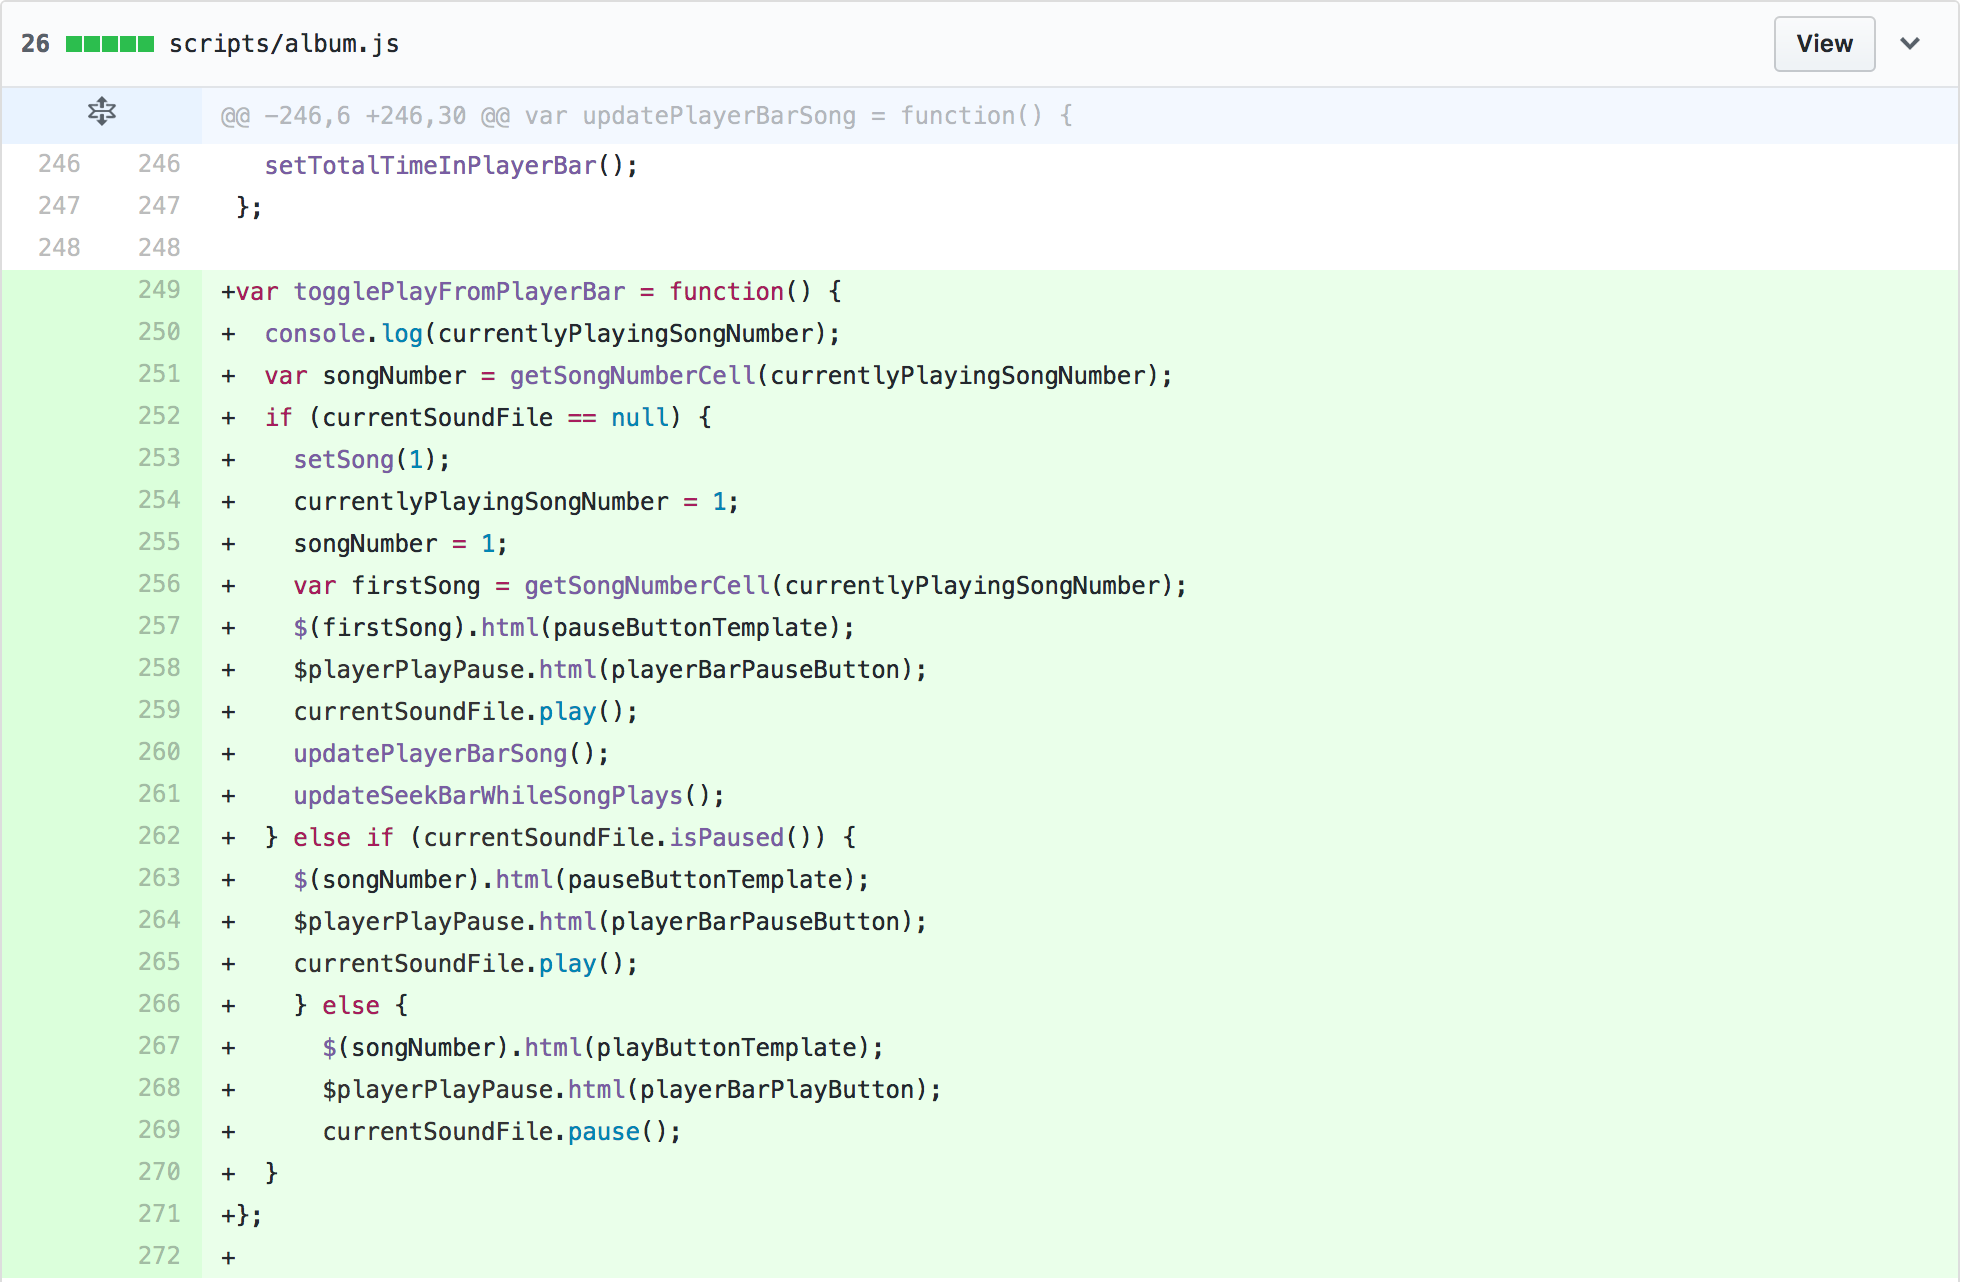 26 scripts/album.js View
@@ -246,6 +246,30 @@ var updatePlayerBarSong = function() {
246 246   setTotalTimeInPlayerBar();
247 247 };
248 248
249 +var togglePlayFromPlayerBar = function() {
250 +  console.log(currentlyPlayingSongNumber);
251 +  var songNumber = getSongNumberCell(currentlyPlayingSongNumber);
252 +  if (currentSoundFile == null) {
253 +    setSong(1);
254 +    currentlyPlayingSongNumber = 1;
255 +    songNumber = 1;
256 +    var firstSong = getSongNumberCell(currentlyPlayingSongNumber);
257 +    $(firstSong).html(pauseButtonTemplate);
258 +    $playerPlayPause.html(playerBarPauseButton);
259 +    currentSoundFile.play();
260 +    updatePlayerBarSong();
261 +    updateSeekBarWhileSongPlays();
262 +  } else if (currentSoundFile.isPaused()) {
263 +    $(songNumber).html(pauseButtonTemplate);
264 +    $playerPlayPause.html(playerBarPauseButton);
265 +    currentSoundFile.play();
266 +    } else {
267 +      $(songNumber).html(playButtonTemplate);
268 +      $playerPlayPause.html(playerBarPlayButton);
269 +      currentSoundFile.pause();
270 +  }
271 +};
272 +